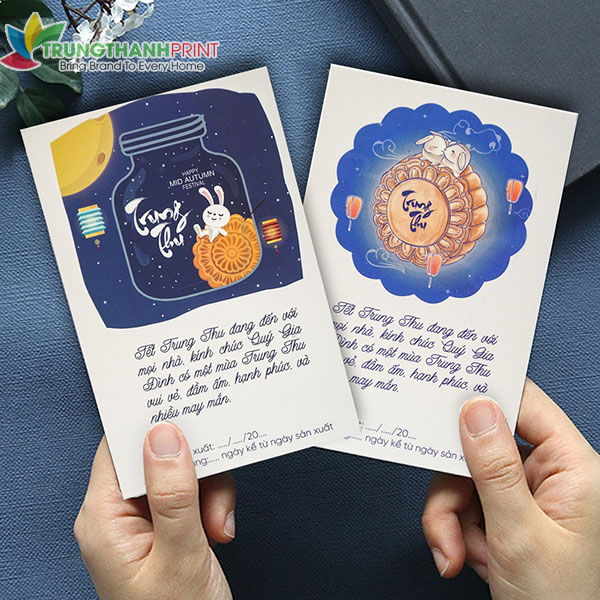 TRUNGTHANHPRINT
Bring Brand To Every Home
HAPPY
MID AUTUMN
FESTIVAL
Trung
Thu
Tết Trung Thu đang đến với
mọi nhà, kính chúc Quý Gia
Đình có một mùa Trung Thu
vui vẻ, đầm ấm, hạnh phúc, và
nhiều may mắn.
xuất: ...../...../20....
ngày kể từ ngày sản xuất
Trung
Thu
Tết Trung Thu đang đến với
mọi nhà, kính chúc Quý Gia
Đình có một mùa Trung Thu
vui vẻ, đầm ấm, hạnh phúc, và
may mắn.
...../...../20....
ngày kể từ ngày sản xuất